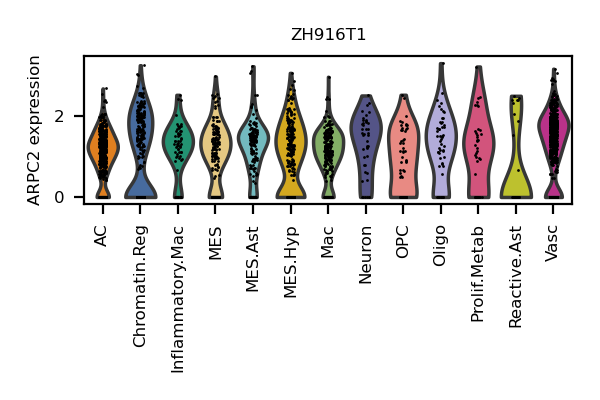 ZH916T1
ARPC2 expression
2
0
AC
Chromatin.Reg
Inflammatory.Mac
MES
MES.Ast
MES.Hyp
Mac
Neuron
OPC
Oligo
Prolif.Metab
Reactive.Ast
Vasc